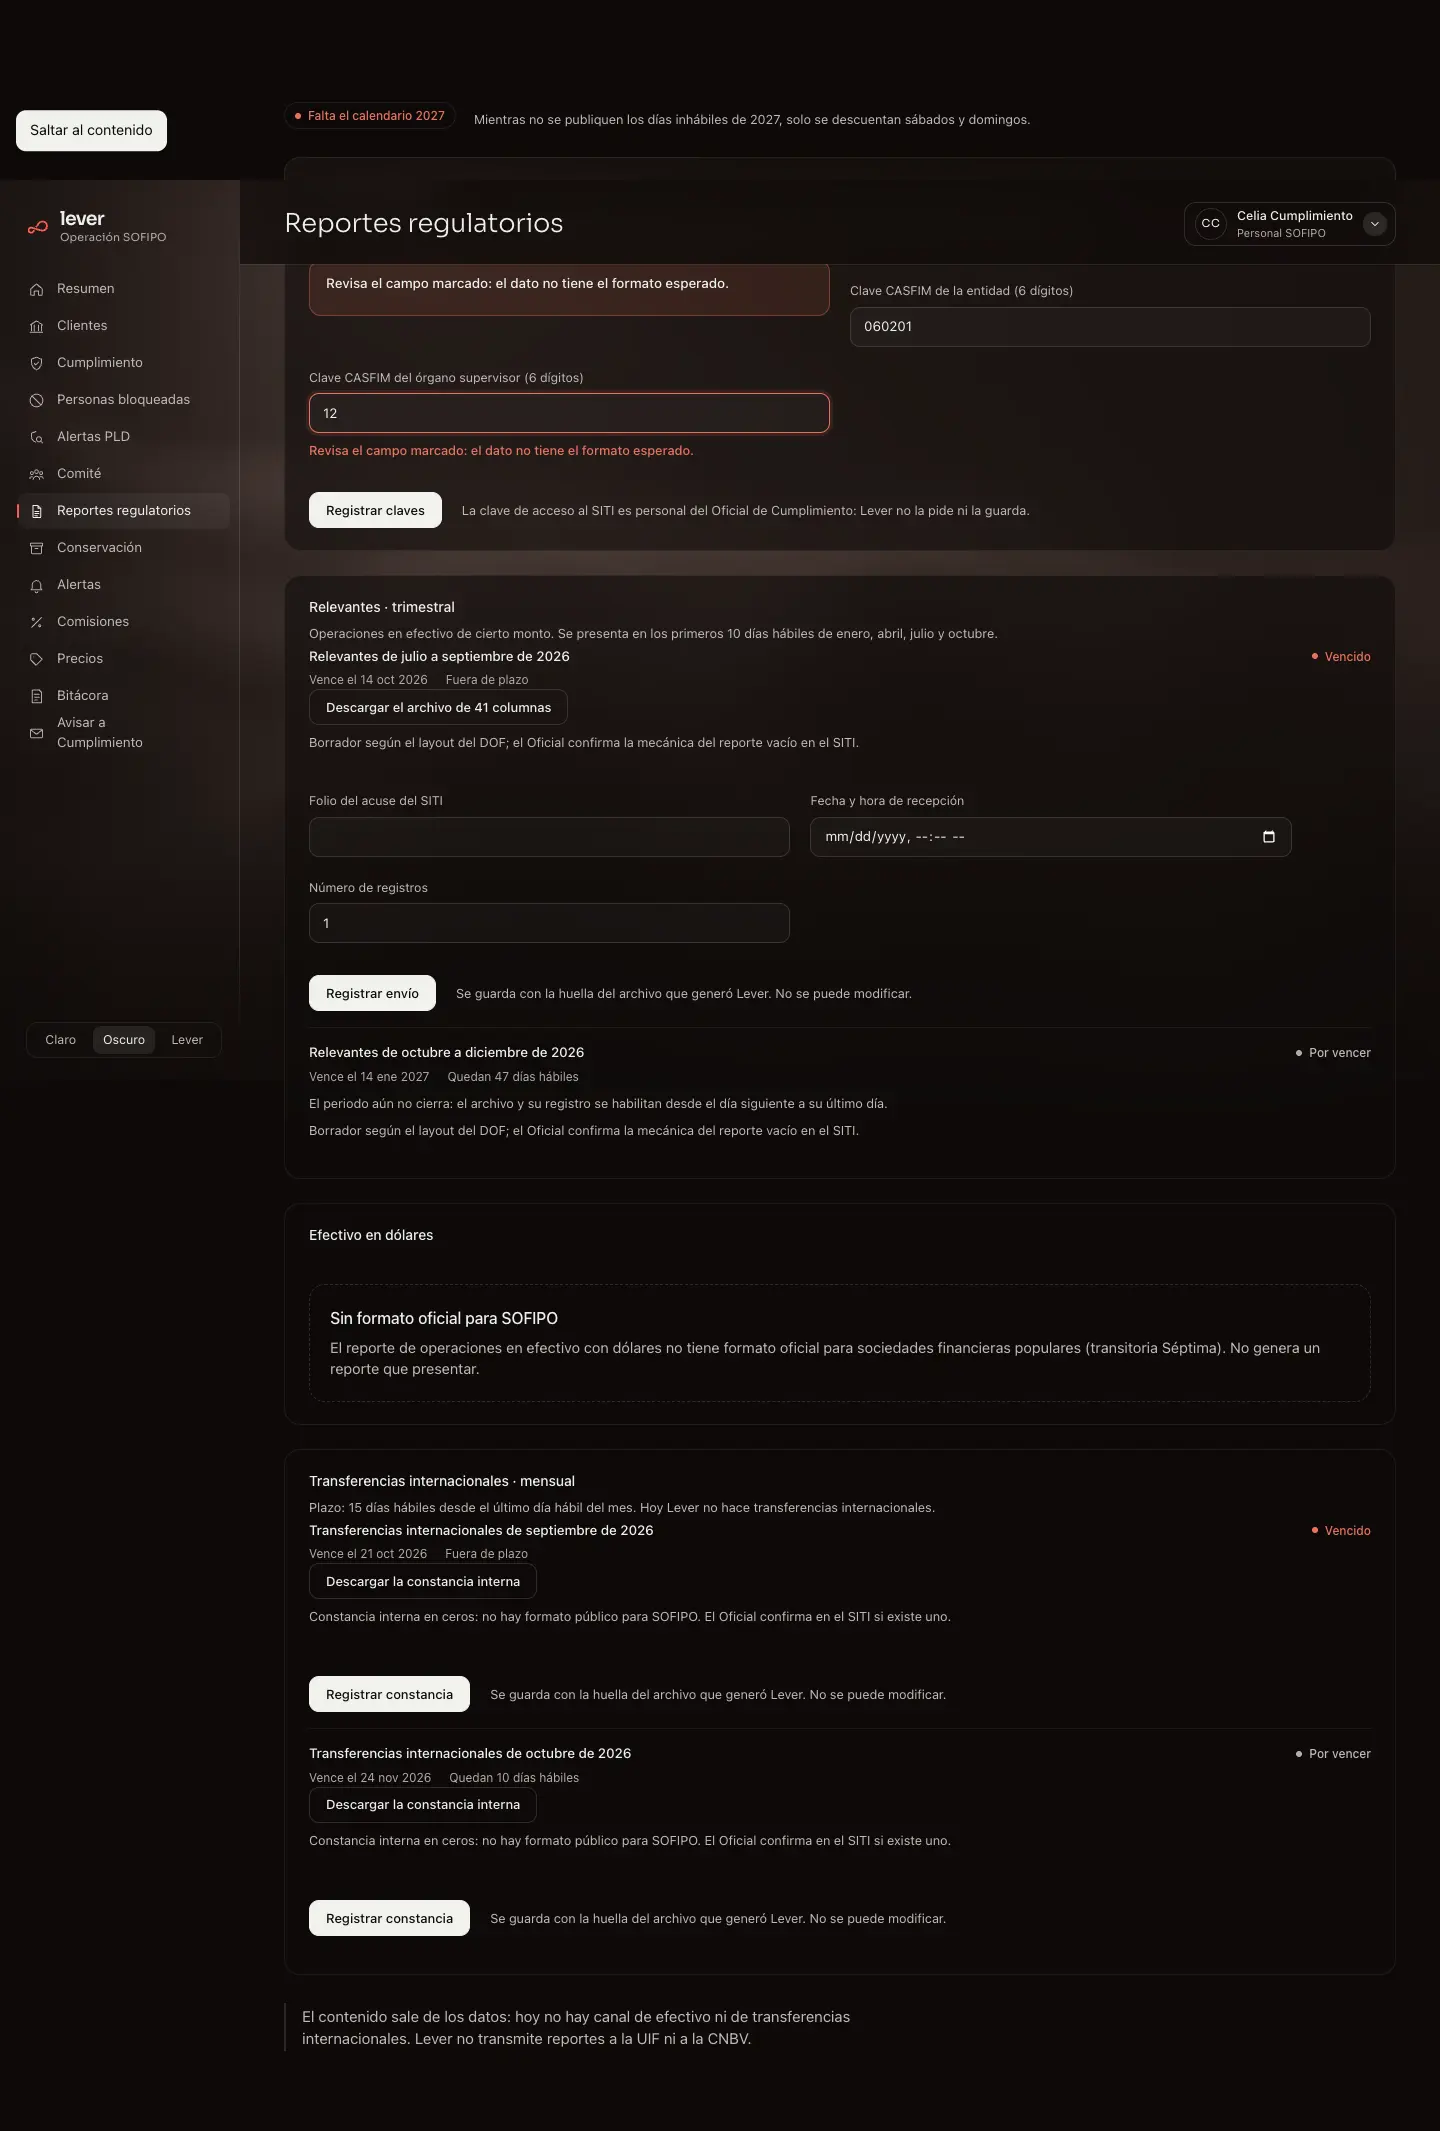 Falta el calendario 2027
Mientras no se publiquen los días inhábiles de 2027, solo se descuentan sábados y domingos.
Saltar al contenido
lever
Operación SOFIPO
Resumen
Clientes
Cumplimiento
Personas bloqueadas
Alertas PLD
Comité
Reportes regulatorios
Conservación
Alertas
Comisiones
Precios
Bitácora
Avisar a
Cumplimiento
Claro
Oscuro
Lever
Reportes regulatorios
CC
Celia Cumplimiento
Personal SOFIPO
Revisa el campo marcado: el dato no tiene el formato esperado.
Clave CASFIM de la entidad (6 dígitos)
060201
Clave CASFIM del órgano supervisor (6 dígitos)
12
Revisa el campo marcado: el dato no tiene el formato esperado.
Registrar claves
La clave de acceso al SITI es personal del Oficial de Cumplimiento: Lever no la pide ni la guarda.
Relevantes · trimestral
Operaciones en efectivo de cierto monto. Se presenta en los primeros 10 días hábiles de enero, abril, julio y octubre.
Relevantes de julio a septiembre de 2026
Vencido
Vence el 14 oct 2026
Fuera de plazo
Descargar el archivo de 41 columnas
Borrador según el layout del DOF; el Oficial confirma la mecánica del reporte vacío en el SITI.
Folio del acuse del SITI
Fecha y hora de recepción
mm/dd/yyyy, --:-- --
Número de registros
1
Registrar envío
Se guarda con la huella del archivo que generó Lever. No se puede modificar.
Relevantes de octubre a diciembre de 2026
Por vencer
Vence el 14 ene 2027
Quedan 47 días hábiles
El periodo aún no cierra: el archivo y su registro se habilitan desde el día siguiente a su último día.
Borrador según el layout del DOF; el Oficial confirma la mecánica del reporte vacío en el SITI.
Efectivo en dólares
Sin formato oficial para SOFIPO
El reporte de operaciones en efectivo con dólares no tiene formato oficial para sociedades financieras populares (transitoria Séptima). No genera un
reporte que presentar.
Transferencias internacionales · mensual
Plazo: 15 días hábiles desde el último día hábil del mes. Hoy Lever no hace transferencias internacionales.
Transferencias internacionales de septiembre de 2026
Vencido
Vence el 21 oct 2026
Fuera de plazo
Descargar la constancia interna
Constancia interna en ceros: no hay formato público para SOFIPO. El Oficial confirma en el SITI si existe uno.
Registrar constancia
Se guarda con la huella del archivo que generó Lever. No se puede modificar.
Transferencias internacionales de octubre de 2026
Por vencer
Vence el 24 nov 2026
Quedan 10 días hábiles
Descargar la constancia interna
Constancia interna en ceros: no hay formato público para SOFIPO. El Oficial confirma en el SITI si existe uno.
Registrar constancia
Se guarda con la huella del archivo que generó Lever. No se puede modificar.
El contenido sale de los datos: hoy no hay canal de efectivo ni de transferencias
internacionales. Lever no transmite reportes a la UIF ni a la CNBV.